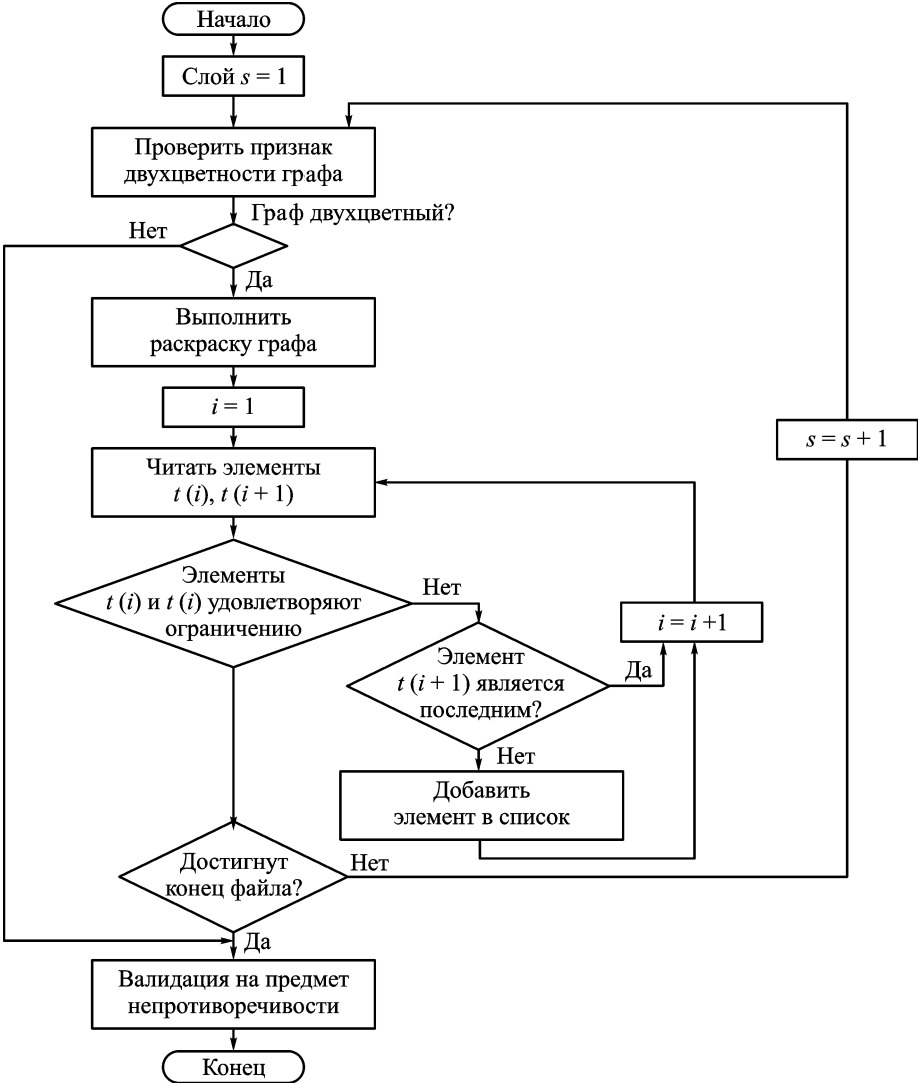 Начало
Слой s = 1
Проверить признак
двухцветности графа
Граф двухцветный?
Нет
Да
Выполнить
раскраску графа
i = 1
s = s + 1
Читать элементы
t (i), t (i + 1)
Элементы
t (i) и t (i) удовлетворяют
ограничению
Нет
i = i +1
Элемент
t (i + 1) является
последним?
Да
Нет
Добавить
элемент в список
Достигнут
конец файла?
Нет
Да
Валидация на предмет
непротиворечивости
Конец